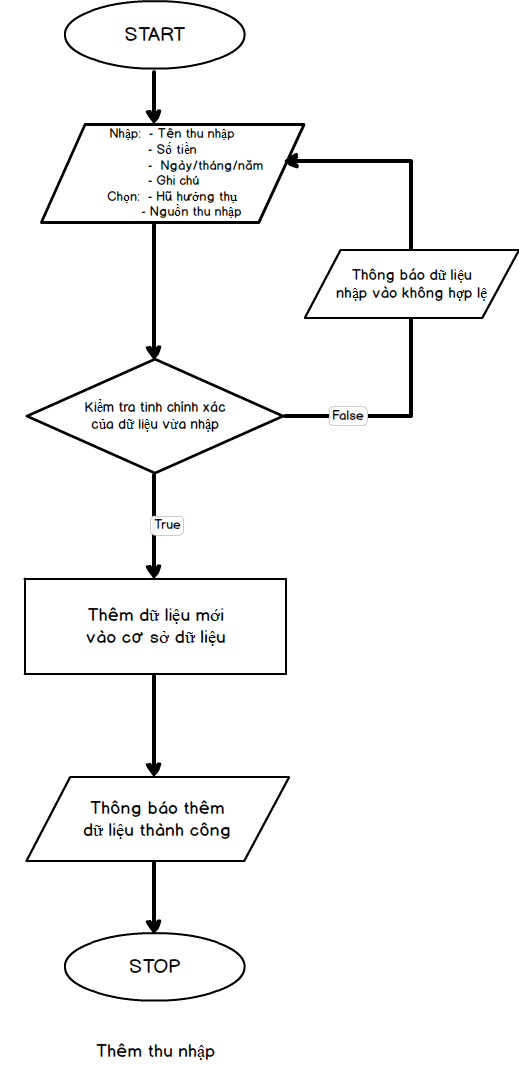 START
Nhập: - Tên thu nhập
- Số tiền
- Ngày/tháng/năm
- Ghi chú
Chọn: - Hũ hưởng thụ
- Nguồn thu nhập
Thông báo dữ liệu
nhập vào không hợp lệ
Kiểm tra tinh chính xác
của dữ liệu vừa nhập
False
True
Thêm dữ liệu mới
vào cơ sở dữ liệu
Thông báo thêm
dữ liệu thành công
STOP
Thêm thu nhập